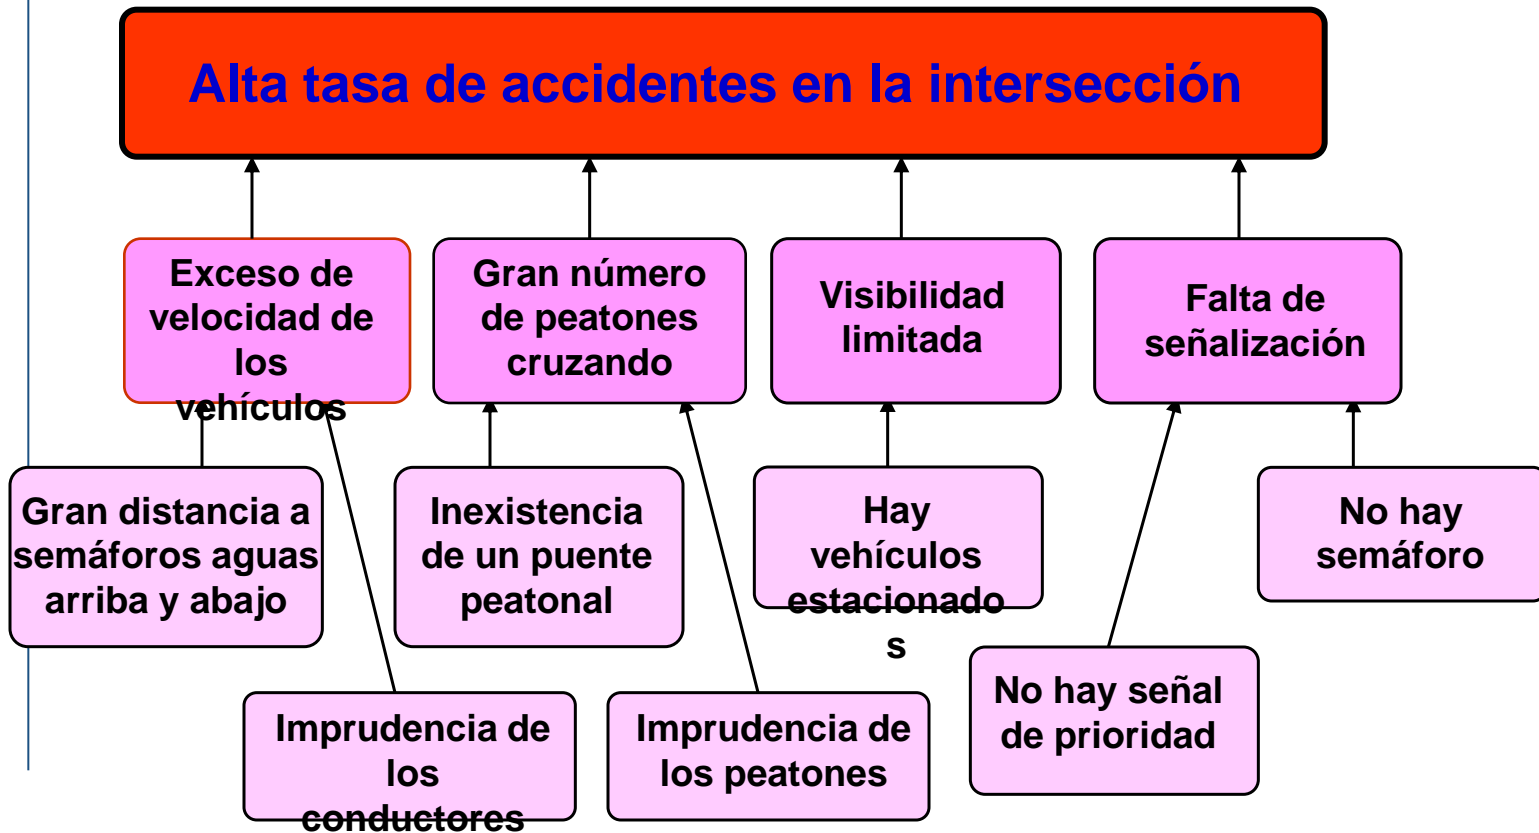 Alta tasa de accidentes en la intersección
Exceso de
velocidad de
los
vehículos
Gran número
de peatones
cruzando
Visibilidad
limitada
Falta de
señalización
Gran distancia a
semáforos aguas
arriba y abajo
Inexistencia
de un puente
peatonal
Hay
vehículos
estacionado
s
No hay
semáforo
Imprudencia de
los
conductores
Imprudencia de
los peatones
No hay señal
de prioridad